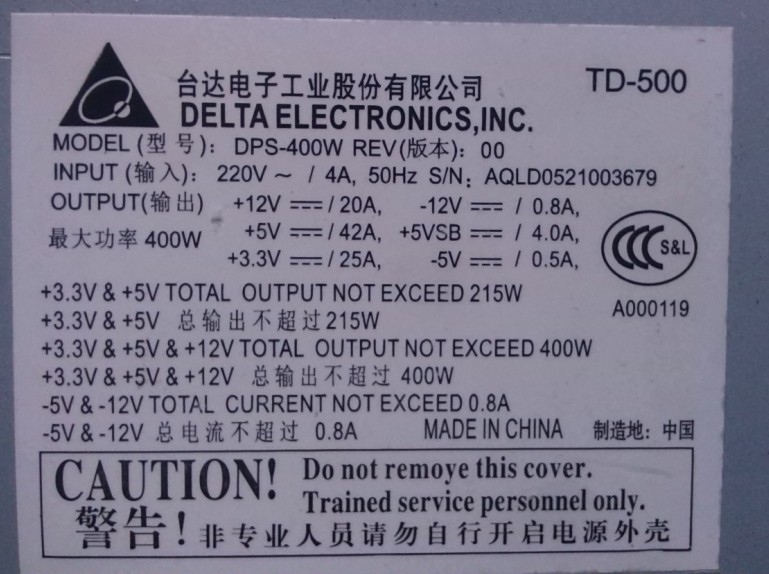 台达电子工业股份有限公司 TD-500
DELTA ELECTRONICS,INC.
MODEL (型号): DPS-400W REV(版本): 00
INPUT (输入): 220V ~ / 4A, 50Hz S/N: AQLD0521003679
OUTPUT(输出) +12V ⎓ / 20A, -12V ⎓ / 0.8A,
最大功率 400W +5V ⎓ / 42A, +5VSB ⎓ / 4.0A,
+3.3V ⎓ / 25A, -5V ⎓ / 0.5A,
CCC S&L
A000119
+3.3V & +5V TOTAL OUTPUT NOT EXCEED 215W
+3.3V & +5V 总输出不超过215W
+3.3V & +5V & +12V TOTAL OUTPUT NOT EXCEED 400W
+3.3V & +5V & +12V 总输出不超过 400W
-5V & -12V TOTAL CURRENT NOT EXCEED 0.8A
-5V & -12V 总电流不超过 0.8A MADE IN CHINA 制造地: 中国
CAUTION! Do not remoye this cover.
Trained service personnel only.
警告! 非专业人员请勿自行开启电源外壳